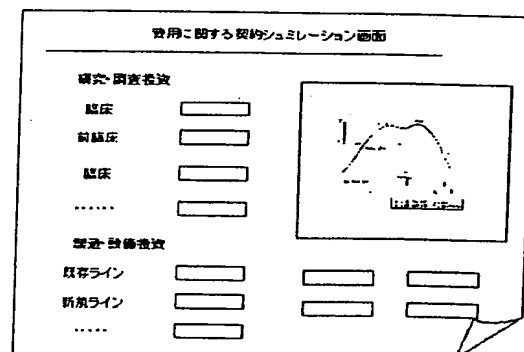 費用に関する契約シュミレーション画面
研究・調査投資
臨床
前臨床
臨床
……
製造・設備投資
既存ライン
新規ライン
……